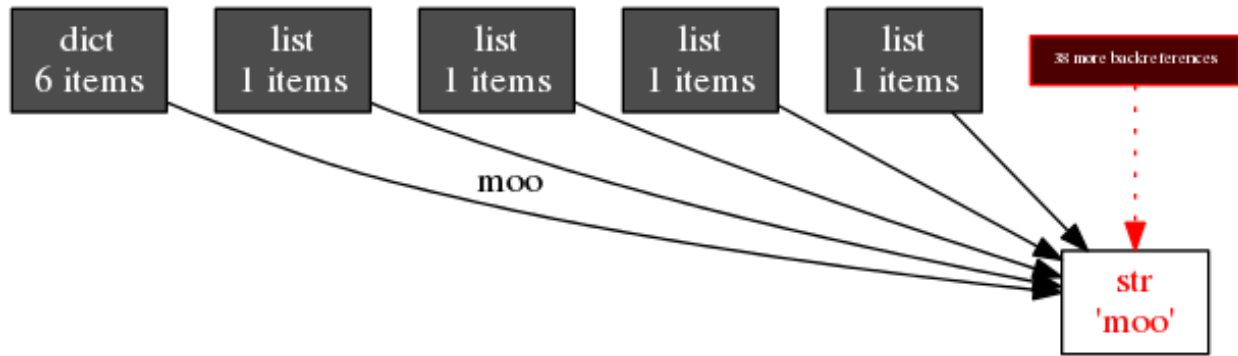 dict
6 items
list
1 items
list
1 items
list
1 items
list
1 items
38 more backreferences
moo
str
'moo'